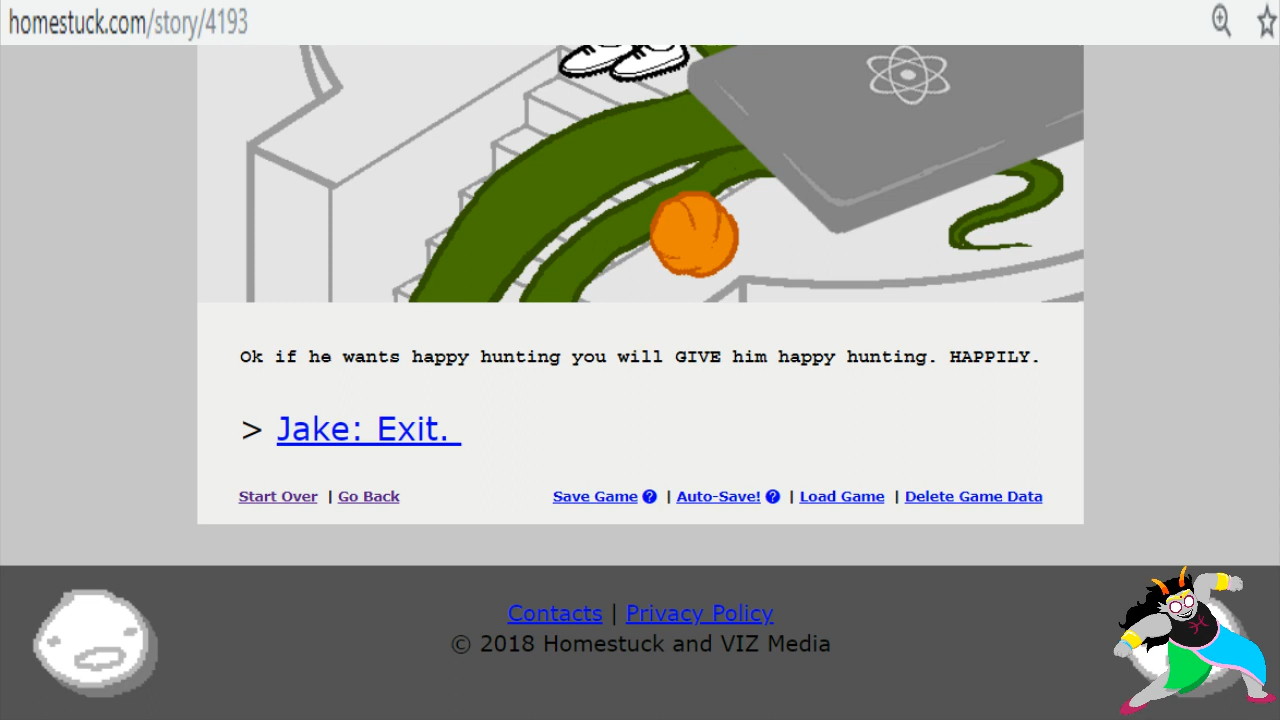 homestuck.com/story/4193
Ok if he wants happy hunting you will GIVE him happy hunting. HAPPILY.
> Jake: Exit.
Start Over | Go Back Save Game ? | Auto-Save! ? | Load Game | Delete Game Data
Contacts | Privacy Policy
© 2018 Homestuck and VIZ Media